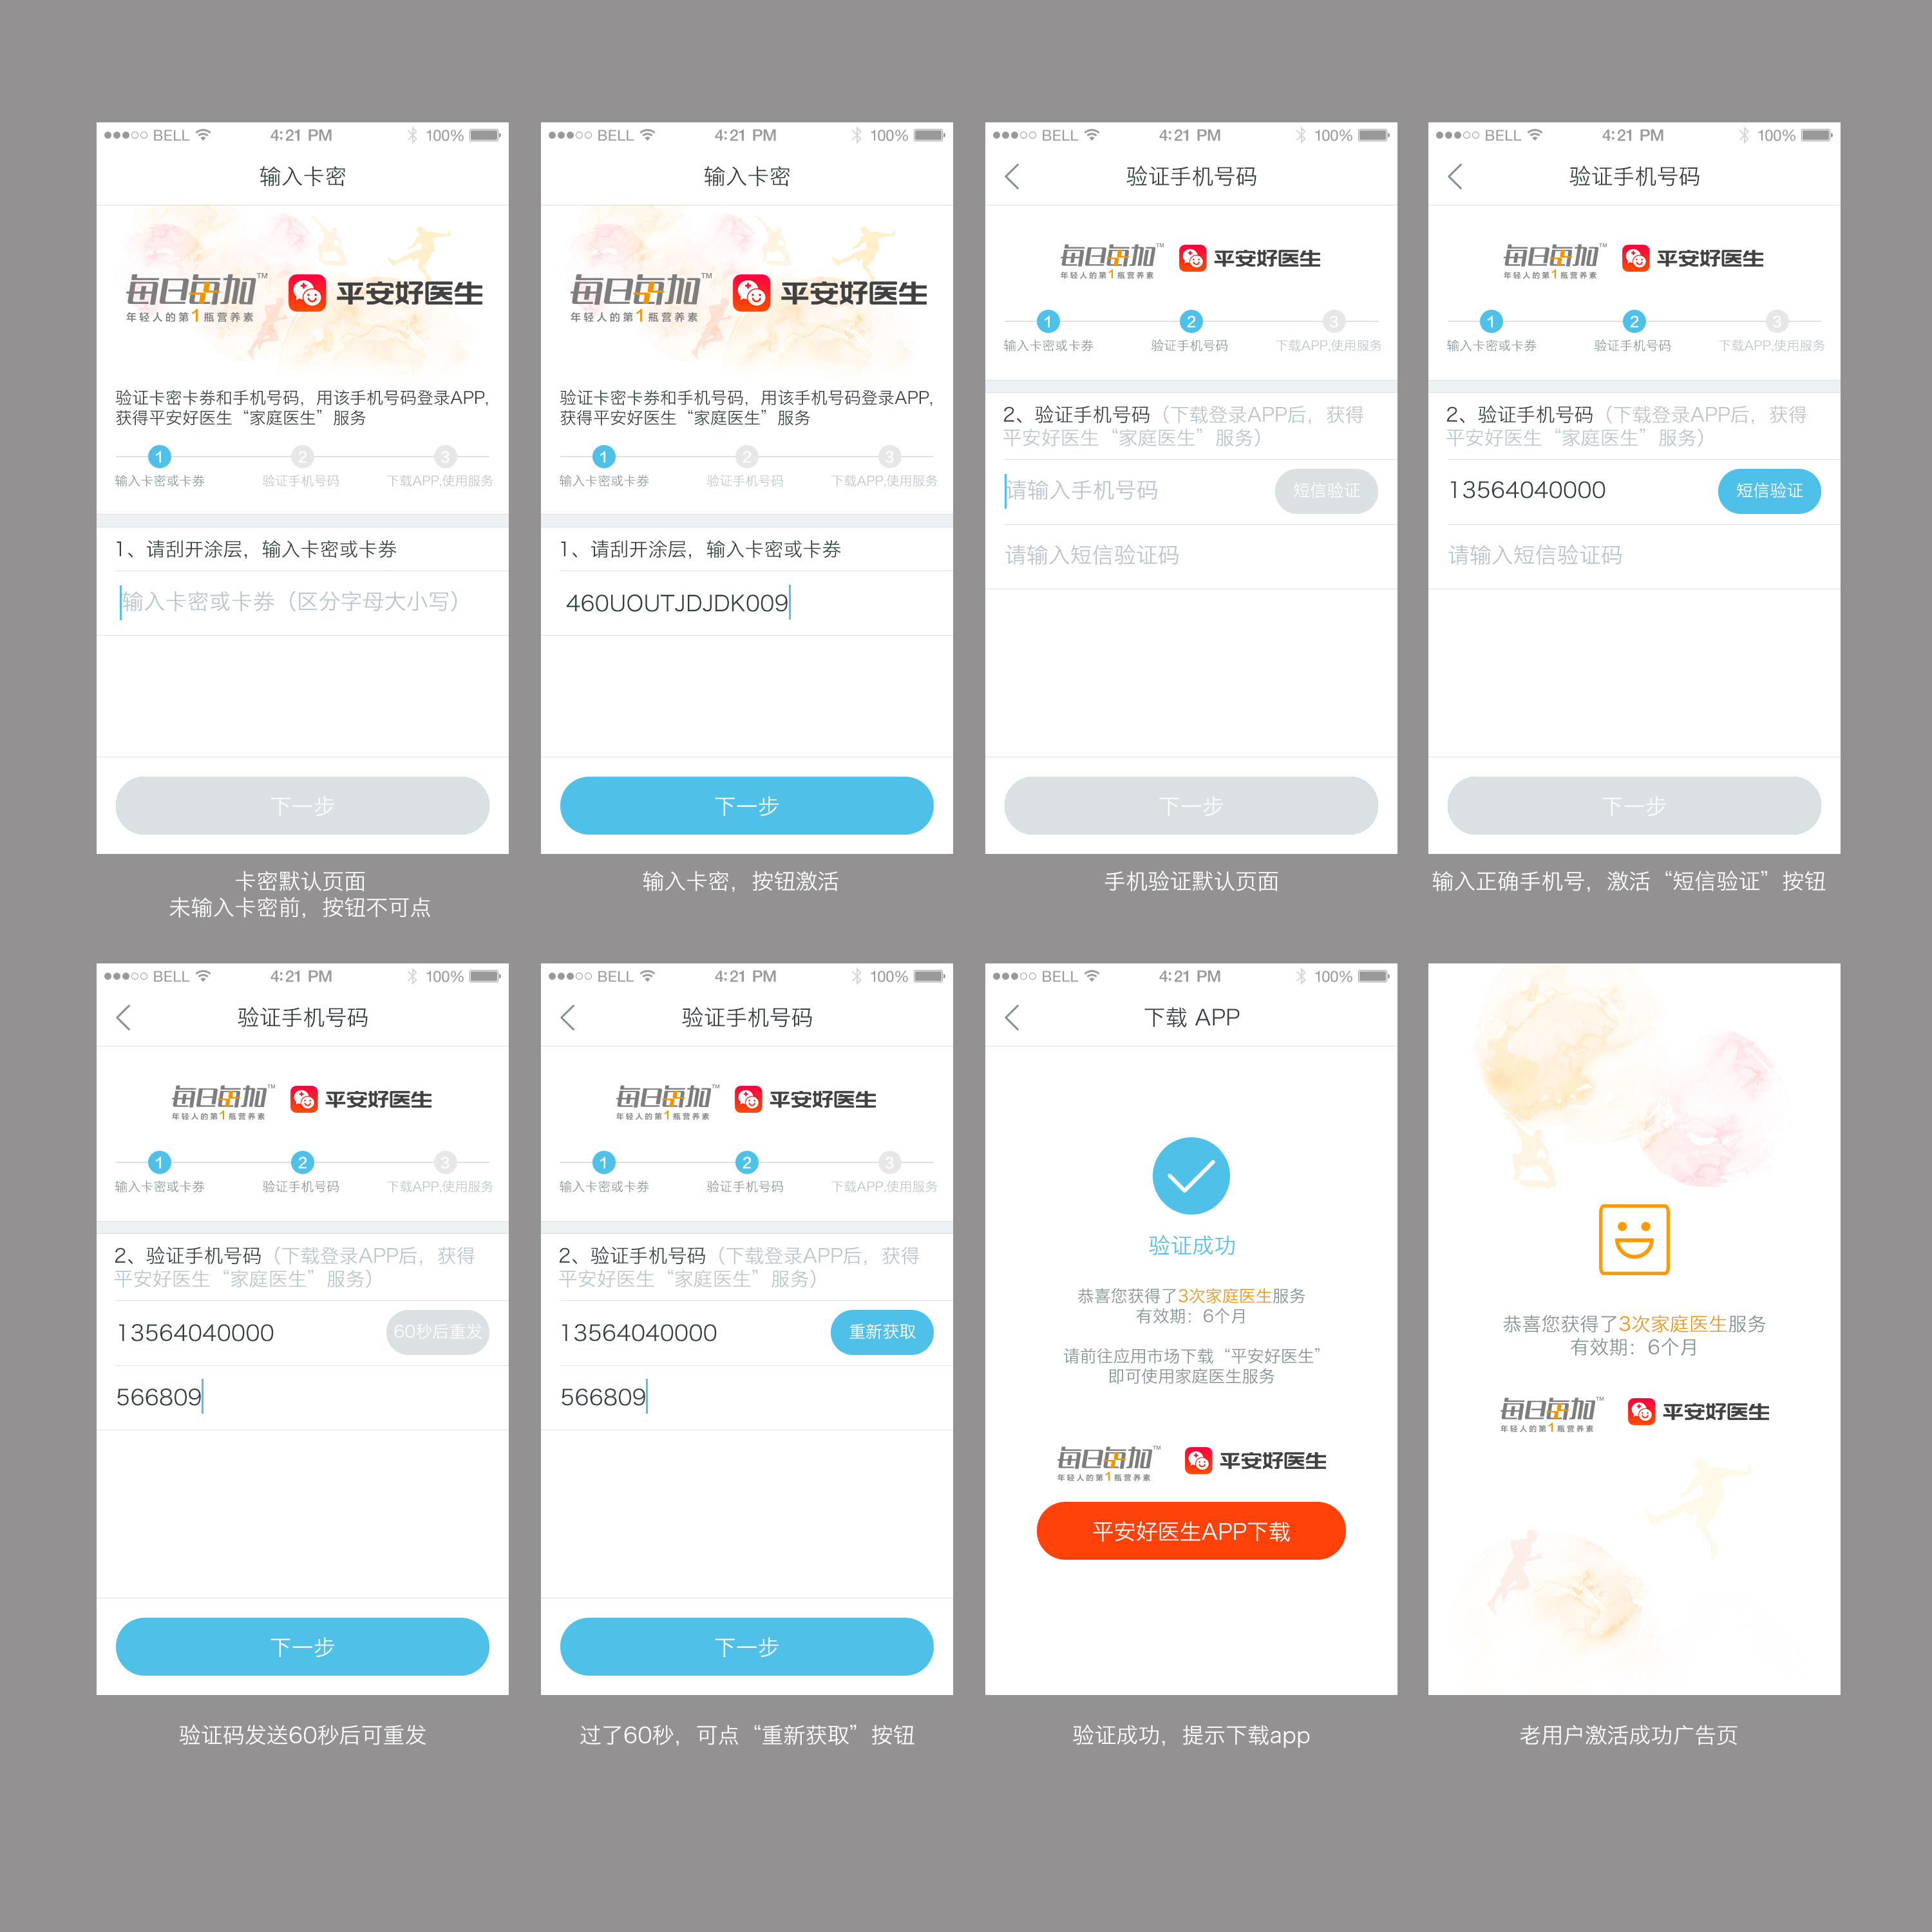 BELL 4:21 PM 100%
输入卡密
每日每加™
年轻人的第1瓶营养素
平安好医生
验证卡密卡券和手机号码，用该手机号码登录APP，
获得平安好医生“家庭医生”服务
1 2 3
输入卡密或卡券 验证手机号码 下载APP,使用服务
1、请刮开涂层，输入卡密或卡券
输入卡密或卡券（区分字母大小写）
下一步
卡密默认页面
未输入卡密前，按钮不可点
BELL 4:21 PM 100%
输入卡密
每日每加™
年轻人的第1瓶营养素
平安好医生
验证卡密卡券和手机号码，用该手机号码登录APP，
获得平安好医生“家庭医生”服务
1 2 3
输入卡密或卡券 验证手机号码 下载APP,使用服务
1、请刮开涂层，输入卡密或卡券
460UOUTJDJDK009
下一步
输入卡密，按钮激活
BELL 4:21 PM 100%
验证手机号码
每日每加™
年轻人的第1瓶营养素
平安好医生
1 2 3
输入卡密或卡券 验证手机号码 下载APP,使用服务
2、验证手机号码（下载登录APP后，获得
平安好医生“家庭医生”服务）
请输入手机号码 短信验证
请输入短信验证码
下一步
手机验证默认页面
BELL 4:21 PM 100%
验证手机号码
每日每加™
年轻人的第1瓶营养素
平安好医生
1 2 3
输入卡密或卡券 验证手机号码 下载APP,使用服务
2、验证手机号码（下载登录APP后，获得
平安好医生“家庭医生”服务）
13564040000 短信验证
请输入短信验证码
下一步
输入正确手机号，激活“短信验证”按钮
BELL 4:21 PM 100%
验证手机号码
每日每加™
年轻人的第1瓶营养素
平安好医生
1 2 3
输入卡密或卡券 验证手机号码 下载APP,使用服务
2、验证手机号码（下载登录APP后，获得
平安好医生“家庭医生”服务）
13564040000 60秒后重发
566809
下一步
验证码发送60秒后可重发
BELL 4:21 PM 100%
验证手机号码
每日每加™
年轻人的第1瓶营养素
平安好医生
1 2 3
输入卡密或卡券 验证手机号码 下载APP,使用服务
2、验证手机号码（下载登录APP后，获得
平安好医生“家庭医生”服务）
13564040000 重新获取
566809
下一步
过了60秒，可点“重新获取”按钮
BELL 4:21 PM 100%
下载 APP
验证成功
恭喜您获得了3次家庭医生服务
有效期：6个月
请前往应用市场下载“平安好医生”
即可使用家庭医生服务
每日每加™
年轻人的第1瓶营养素
平安好医生
平安好医生APP下载
验证成功，提示下载app
恭喜您获得了3次家庭医生服务
有效期：6个月
每日每加™
年轻人的第1瓶营养素
平安好医生
老用户激活成功广告页